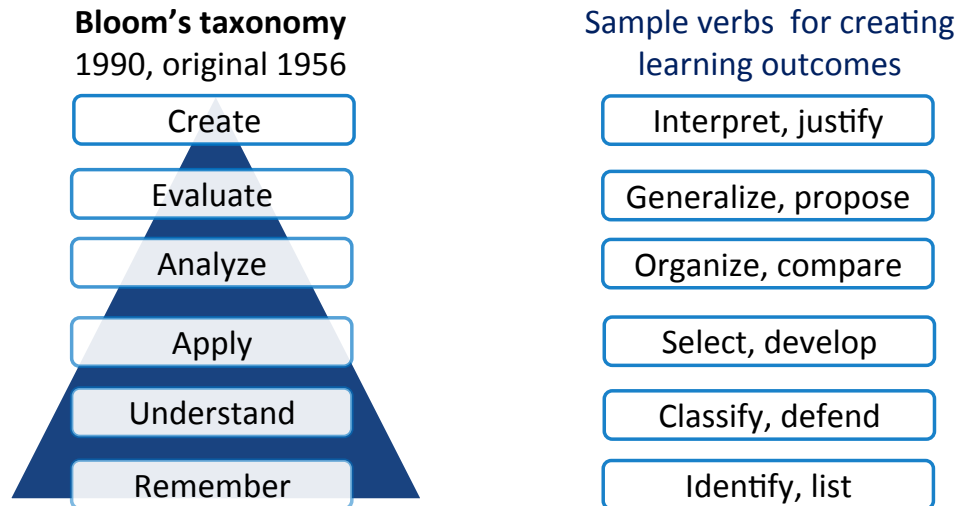 Bloom's taxonomy
1990, original 1956
Create
Evaluate
Analyze
Apply
Understand
Remember
Sample verbs for creating
learning outcomes
Interpret, justify
Generalize, propose
Organize, compare
Select, develop
Classify, defend
Identify, list